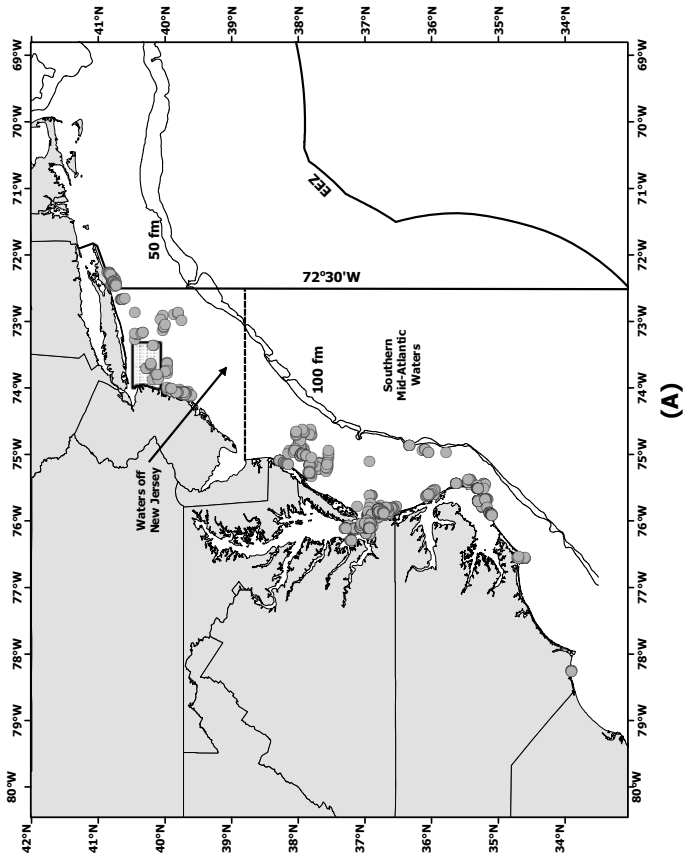 80°W 79°W 78°W 77°W 76°W 75°W 74°W 73°W 72°W 71°W 70°W 69°W
42°N
41°N
40°N
39°N
38°N
37°N
36°N
35°N
34°N
Waters off
New Jersey
50 fm
100 fm
72°30'W
EEZ
Southern
Mid-Atlantic
Waters
41°N
40°N
39°N
38°N
37°N
36°N
35°N
34°N
80°W 79°W 78°W 77°W 76°W 75°W 74°W 73°W 72°W 71°W 70°W 69°W
(A)